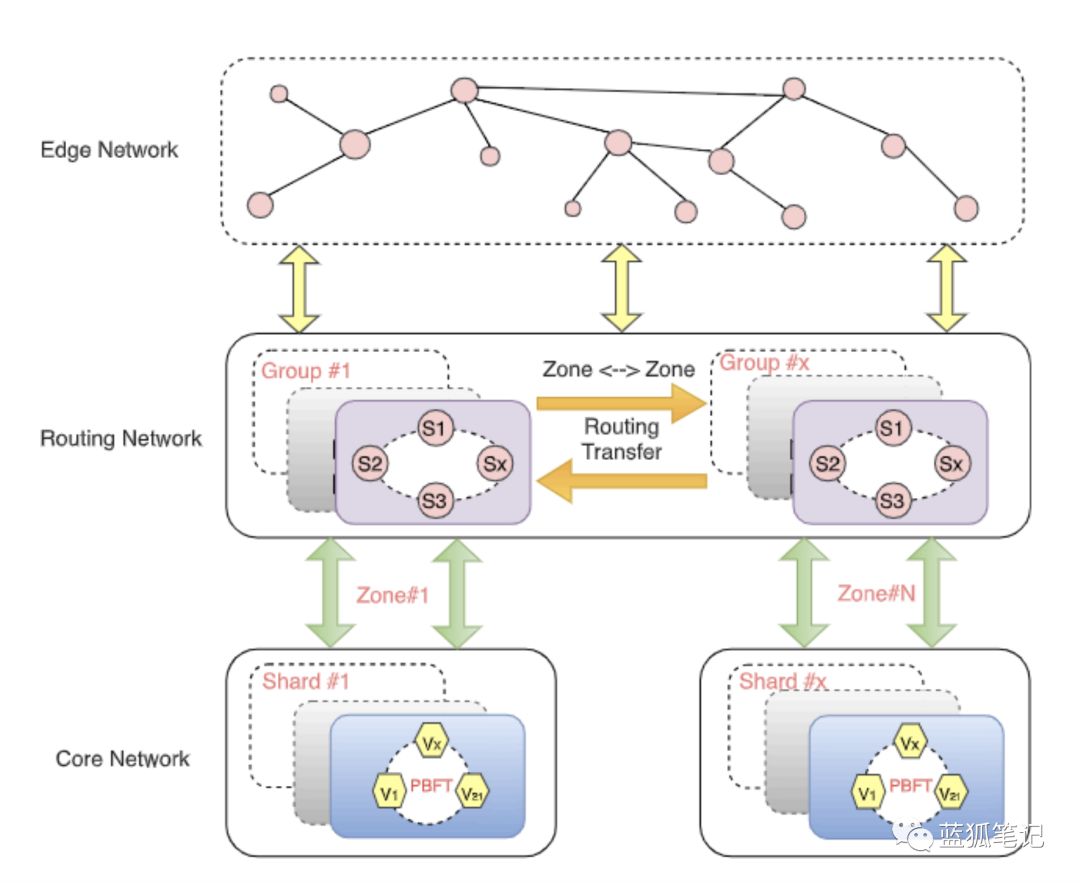 Edge Network
Routing Network
Group #1
S1
S2
Sx
S3
Zone <--> Zone
Routing
Transfer
Group #x
S1
S2
Sx
S3
Zone#1
Zone#N
Core Network
Shard #1
Vx
V1
PBFT
V21
Shard #x
Vx
V1
PBFT
V21
蓝狐笔记